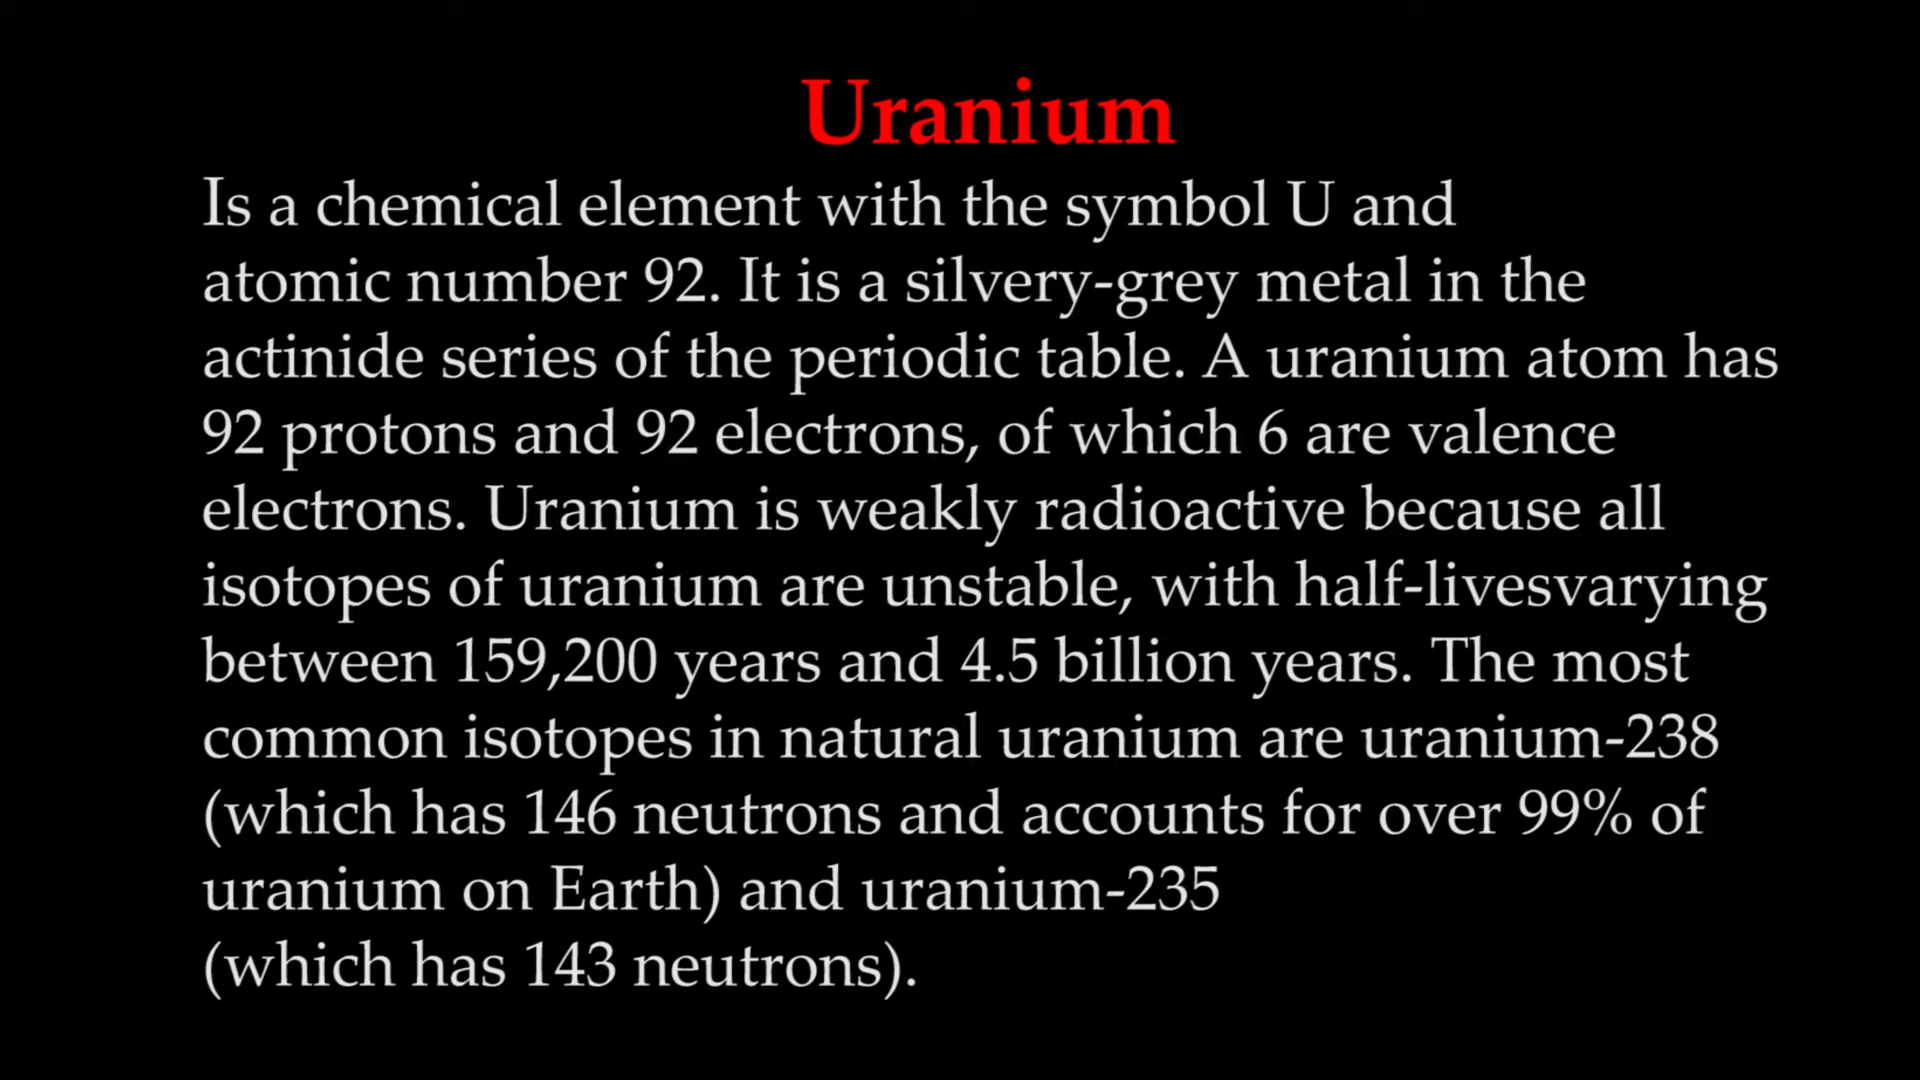 Uranium
Is a chemical element with the symbol U and
atomic number 92. It is a silvery-grey metal in the
actinide series of the periodic table. A uranium atom has
92 protons and 92 electrons, of which 6 are valence
electrons. Uranium is weakly radioactive because all
isotopes of uranium are unstable, with half-livesvarying
between 159,200 years and 4.5 billion years. The most
common isotopes in natural uranium are uranium-238
(which has 146 neutrons and accounts for over 99% of
uranium on Earth) and uranium-235
(which has 143 neutrons).